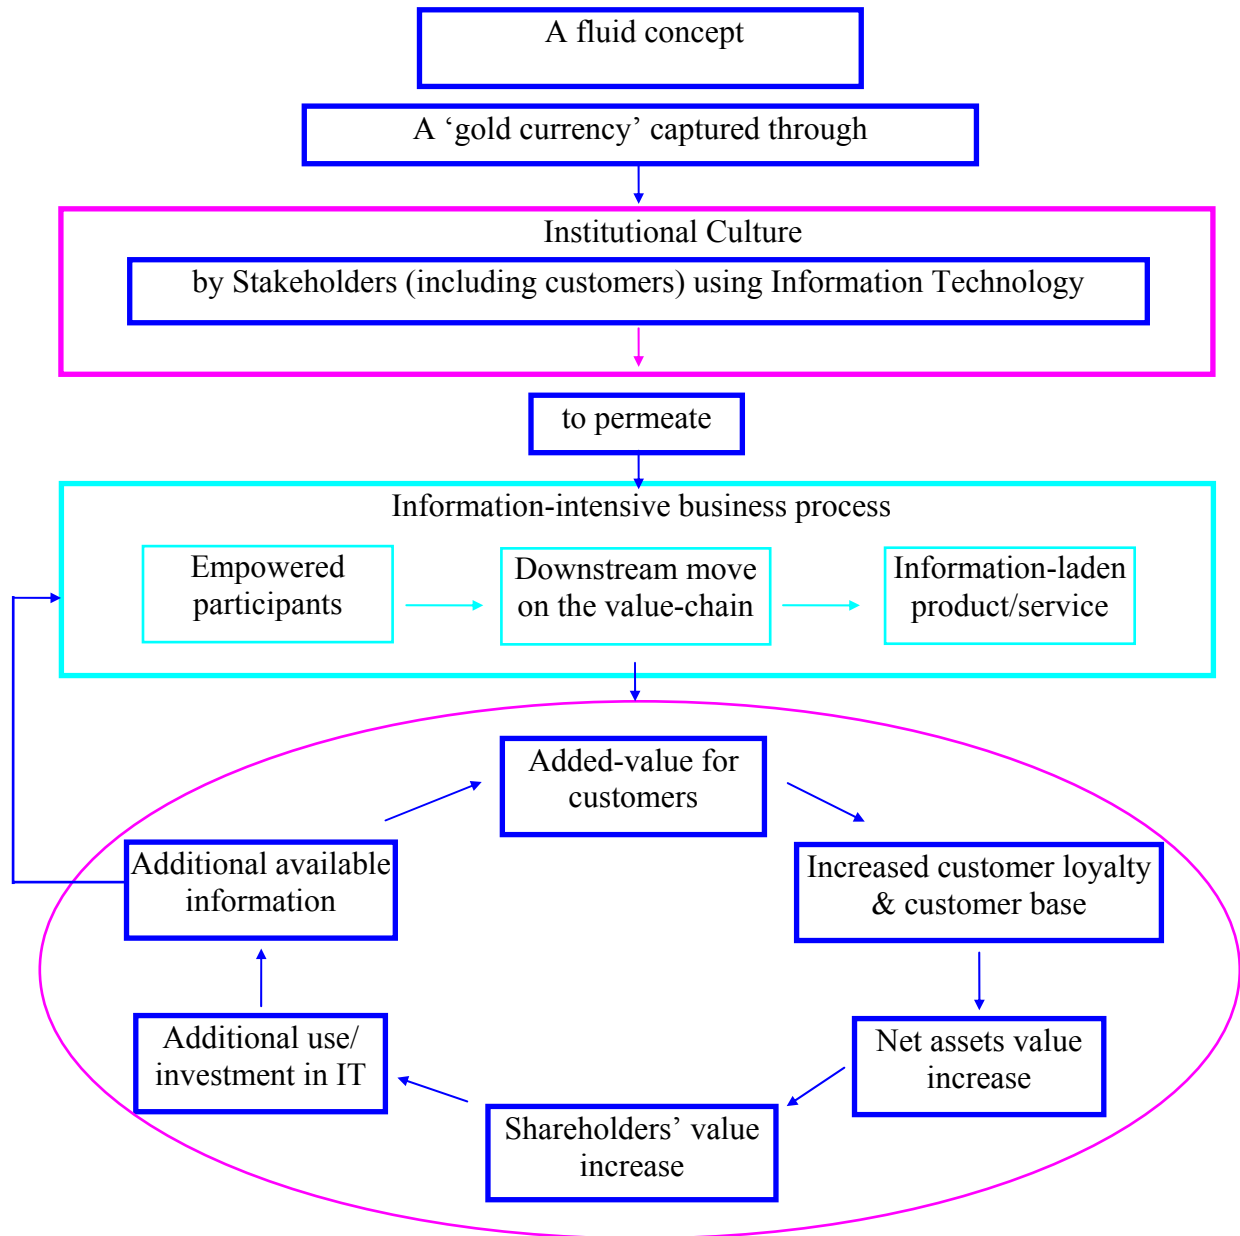 A fluid concept
A ‘gold currency’ captured through
Institutional Culture
by Stakeholders (including customers) using Information Technology
to permeate
Information-intensive business process
Empowered
participants
Downstream move
on the value-chain
Information-laden
product/service
Added-value for
customers
Increased customer loyalty
& customer base
Net assets value
increase
Shareholders’ value
increase
Additional use/
investment in IT
Additional available
information